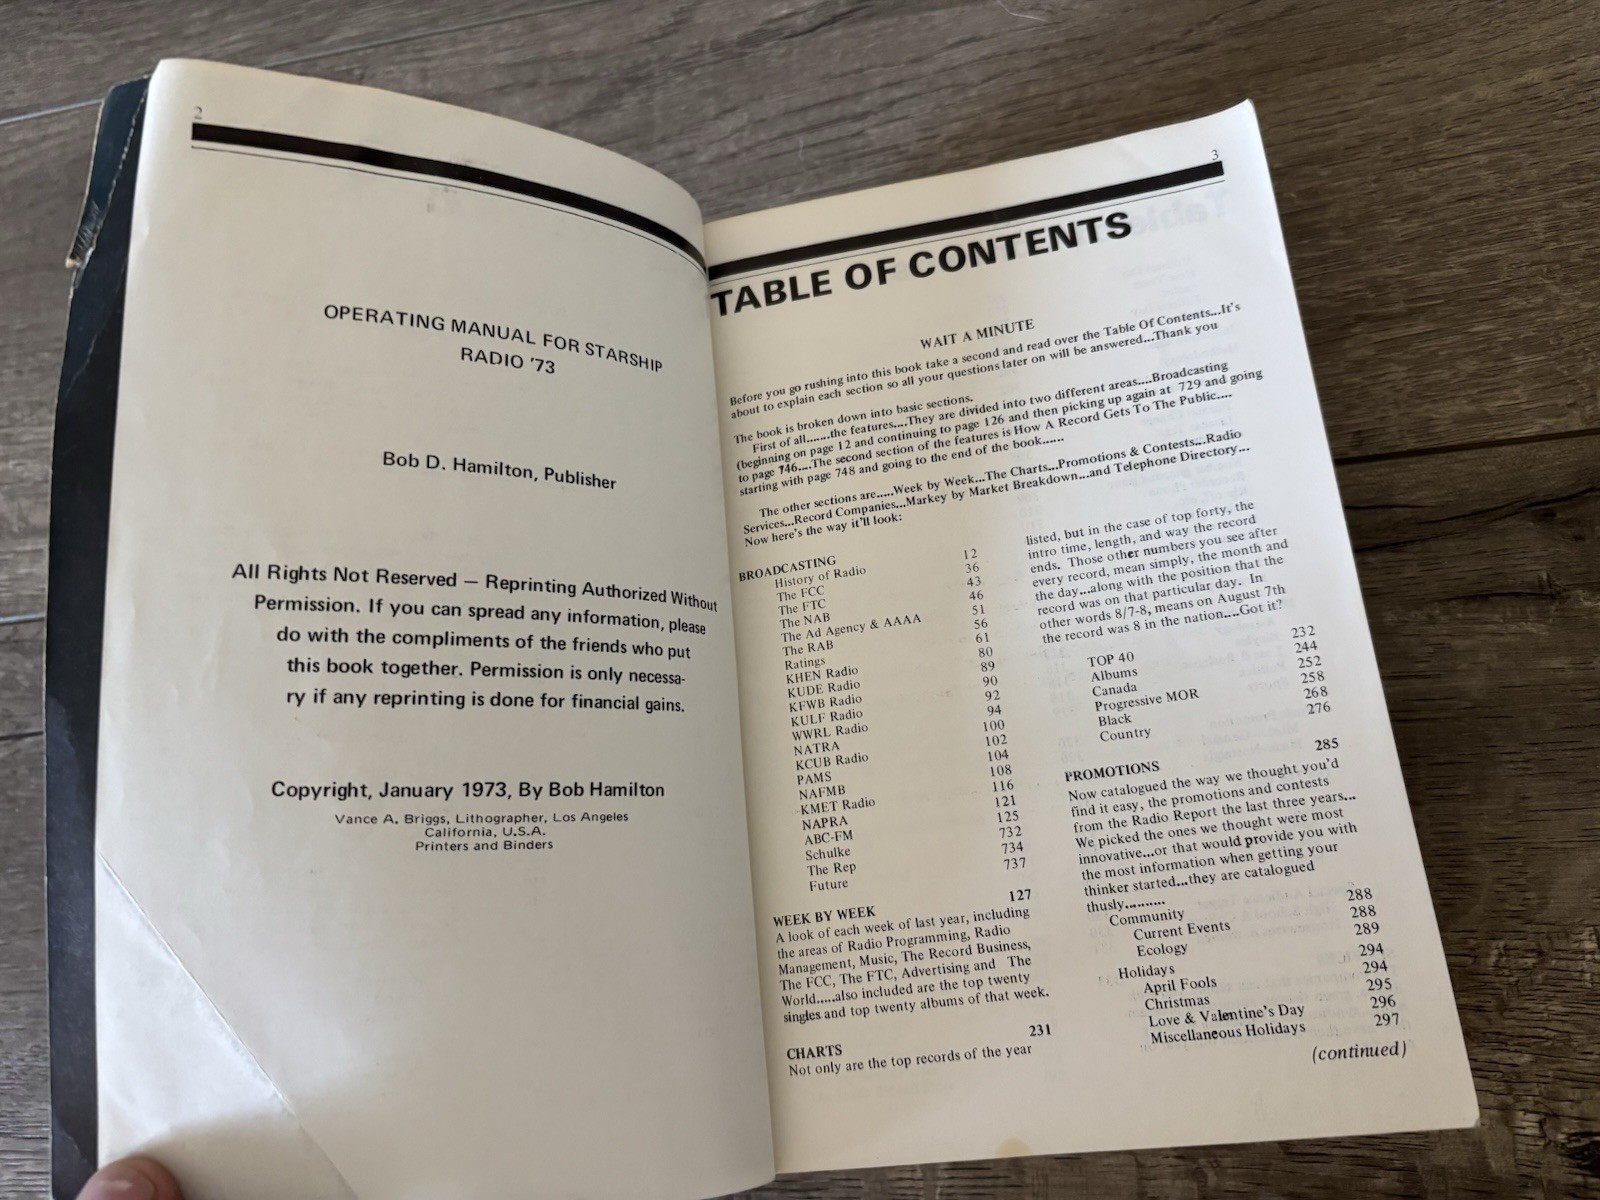 2
OPERATING MANUAL FOR STARSHIP
RADIO '73
Bob D. Hamilton, Publisher
All Rights Not Reserved — Reprinting Authorized Without
Permission. If you can spread any information, please
do with the compliments of the friends who put
this book together. Permission is only necessa-
ry if any reprinting is done for financial gains.
Copyright, January 1973, By Bob Hamilton
Vance A. Briggs, Lithographer, Los Angeles
California, U.S.A.
Printers and Binders
3
TABLE OF CONTENTS
WAIT A MINUTE
Before you go rushing into this book take a second and read over the Table Of Contents...It's
about to explain each section so all your questions later on will be answered...Thank you
The book is broken down into basic sections.
First of all.......the features....They are divided into two different areas....Broadcasting
(beginning on page 12 and continuing to page 126 and then picking up again at 729 and going
to page 746....The second section of the features is How A Record Gets To The Public....
starting with page 748 and going to the end of the book......
The other sections are.....Week by Week...The Charts...Promotions & Contests...Radio
Services...Record Companies...Markey by Market Breakdown...and Telephone Directory...
Now here's the way it'll look:
BROADCASTING
History of Radio 12
The FCC 36
The FTC 43
The NAB 46
The Ad Agency & AAAA 51
The RAB 56
Ratings 61
KHEN Radio 80
KUDE Radio 89
KFWB Radio 90
KULF Radio 92
WWRL Radio 94
NATRA 100
KCUB Radio 102
PAMS 104
NAFMB 108
KMET Radio 116
NAPRA 121
ABC-FM 125
Schulke 732
The Rep 734
Future 737
WEEK BY WEEK 127
A look of each week of last year, including
the areas of Radio Programming, Radio
Management, Music, The Record Business,
The FCC, The FTC, Advertising and The
World.....also included are the top twenty
singles and top twenty albums of that week.
CHARTS 231
Not only are the top records of the year
listed, but in the case of top forty, the
intro time, length, and way the record
ends. Those other numbers you see after
every record, mean simply, the month and
the day...along with the position that the
record was on that particular day. In
other words 8/7-8, means on August 7th
the record was 8 in the nation....Got it?
TOP 40 232
Albums 244
Canada 252
Progressive MOR 258
Black 268
Country 276
PROMOTIONS 285
Now catalogued the way we thought you'd
find it easy, the promotions and contests
from the Radio Report the last three years...
We picked the ones we thought were most
innovative...or that would provide you with
the most information when getting your
thinker started...they are catalogued
thusly..........
Community 288
Current Events 288
Ecology 289
Holidays 294
April Fools 294
Christmas 295
Love & Valentine's Day 296
Miscellaneous Holidays 297
(continued)